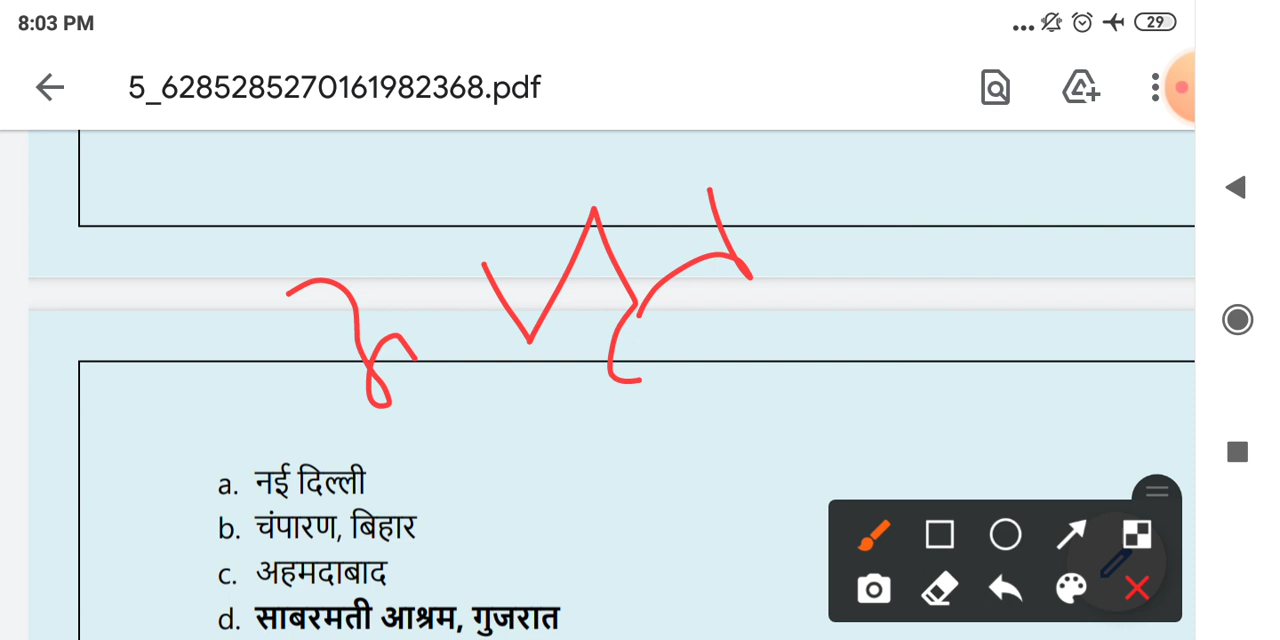 8:03 PM
29
5_6285285270161982368.pdf
a. नई दिल्ली
b. चंपारण, बिहार
c. अहमदाबाद
d. साबरमती आश्रम, गुजरात